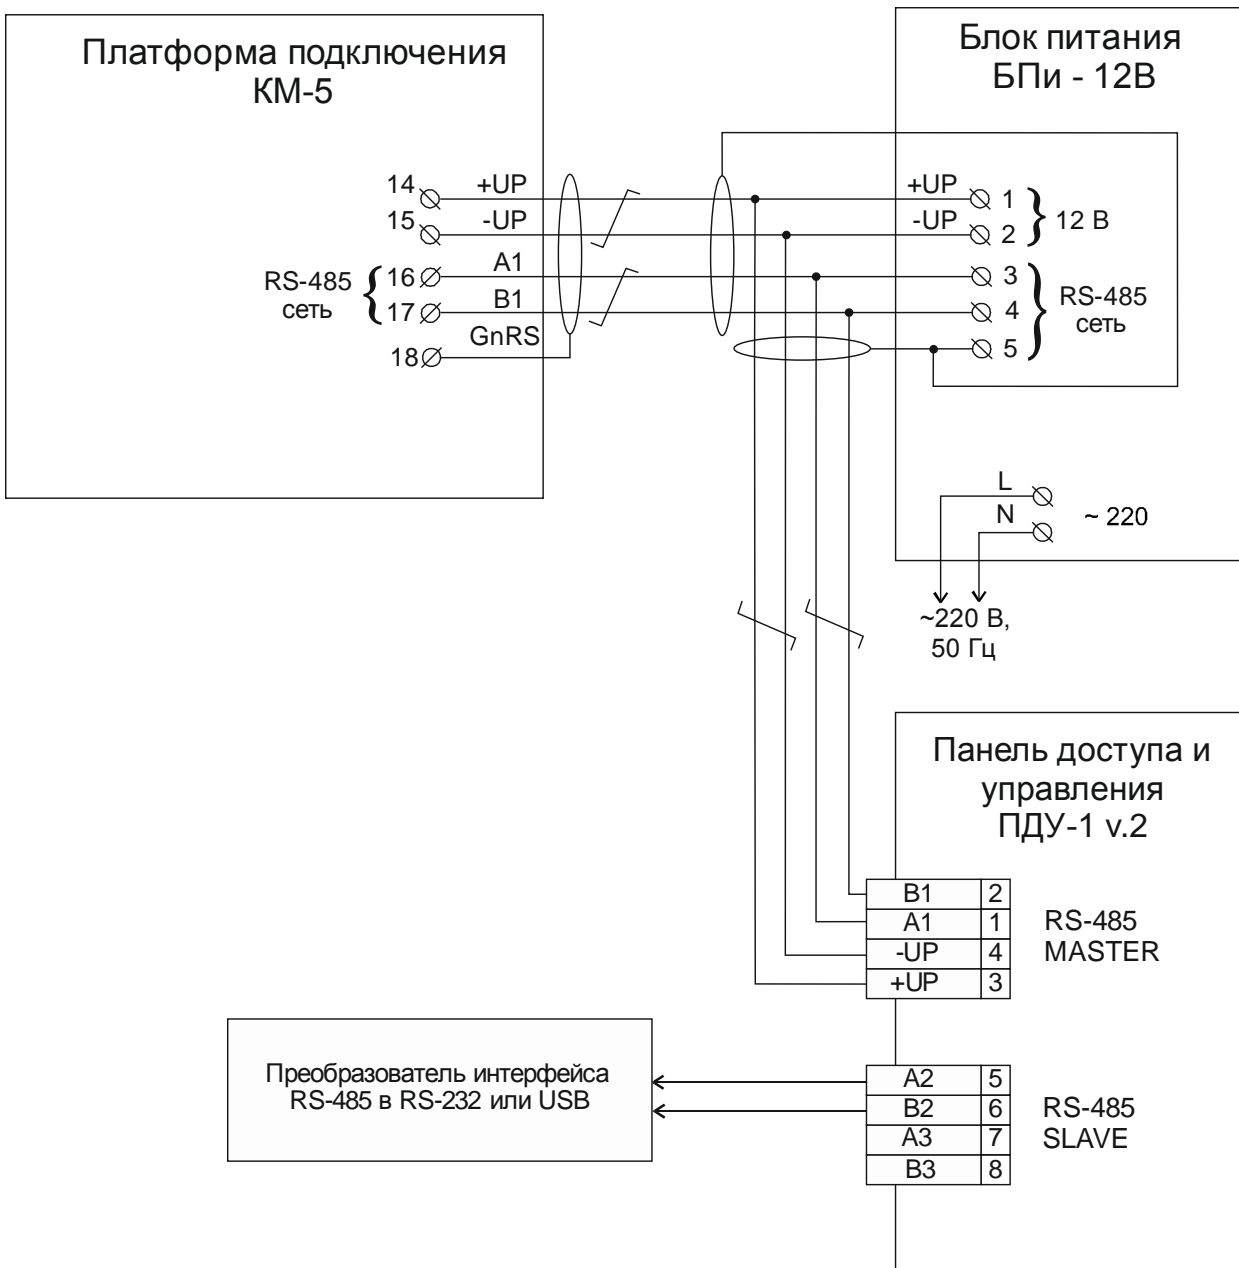 Платформа подключения
КМ-5
14
+UP
15
-UP
RS-485
сеть
16
A1
17
B1
GnRS
18
Блок питания
БПи - 12В
+UP
1
-UP
2
12 В
3
4
5
RS-485
сеть
L
N
~ 220
~220 В,
50 Гц
Панель доступа и
управления
ПДУ-1 v.2
B1 2
A1 1
-UP 4
+UP 3
RS-485
MASTER
Преобразователь интерфейса
RS-485 в RS-232 или USB
A2 5
B2 6
A3 7
B3 8
RS-485
SLAVE